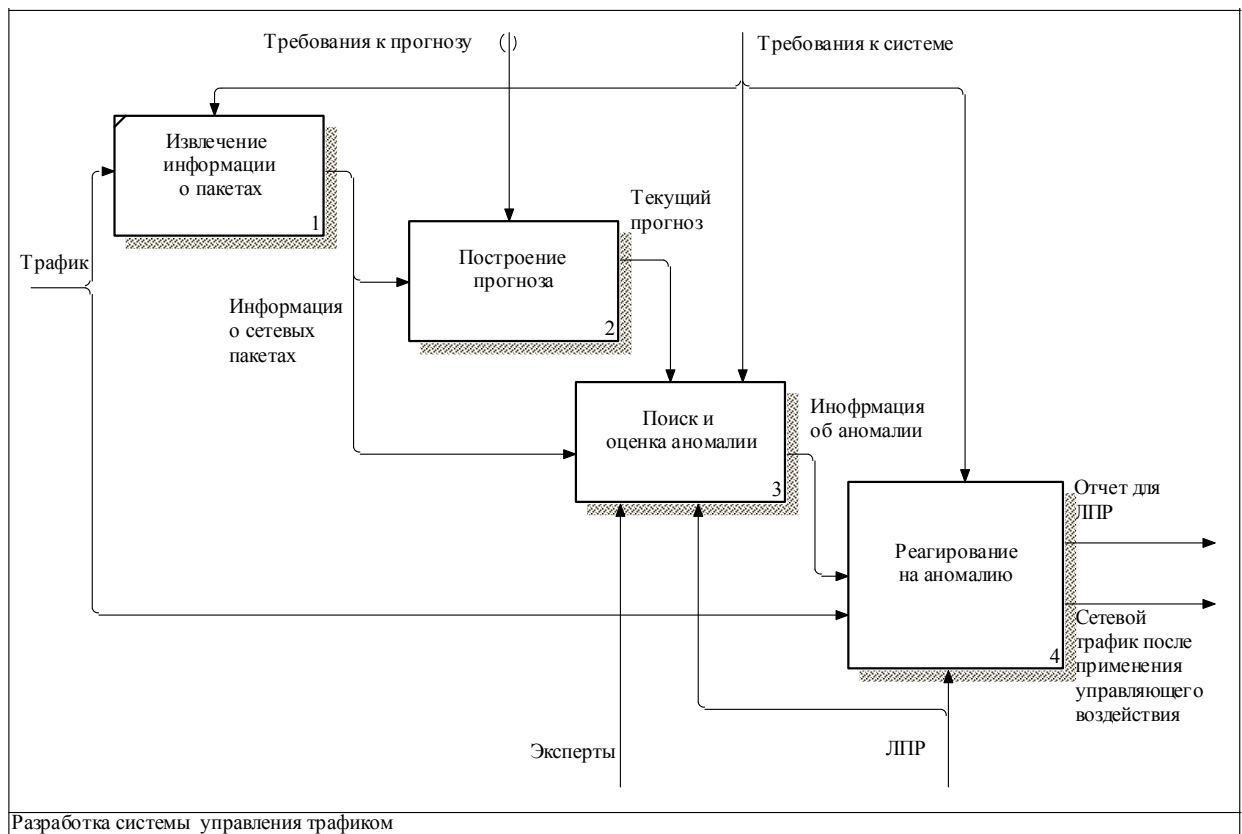 Требования к прогнозу
()
Требования к системе
Извлечение
информации
о пакетах
1
Трафик
Текущий
прогноз
Построение
прогноза
2
Информация
о сетевых
пакетах
Поиск и
оценка аномалии
3
Инофрмация
об аномалии
Отчет для
ЛПР
Реагирование
на аномалию
4
Сетевой
трафик после
применения
управляющего
воздействия
Эксперты
ЛПР
Разработка системы управления трафиком